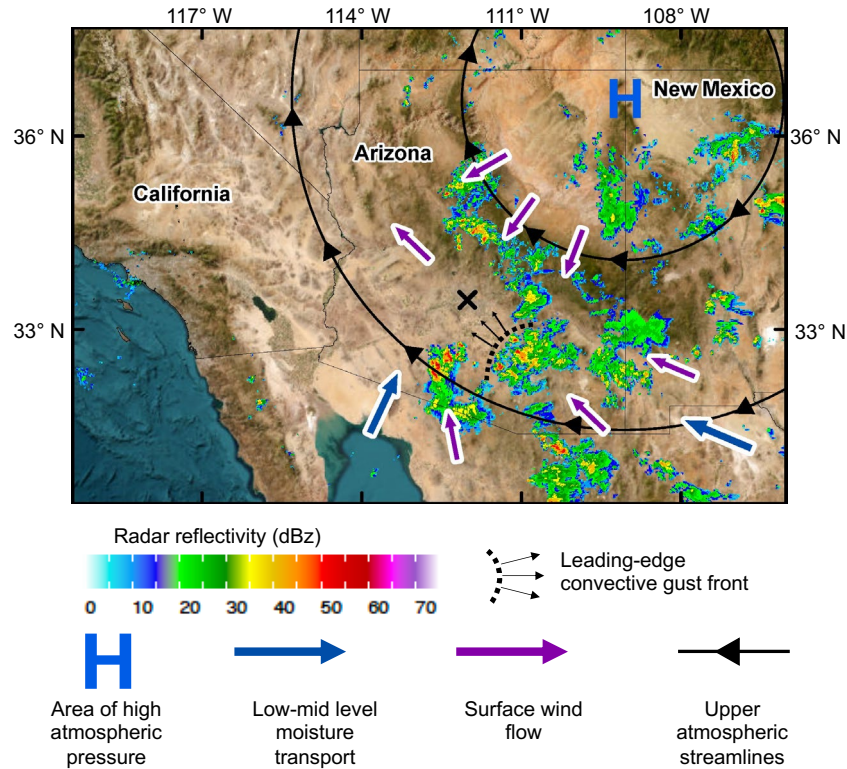 117° W 114° W 111° W 108° W
H New Mexico
36° N 36° N
Arizona
California
33° N 33° N
Radar reflectivity (dBz)
0 10 20 30 40 50 60 70
Leading-edge
convective gust front
H
Area of high
atmospheric
pressure
Low-mid level
moisture
transport
Surface wind
flow
Upper
atmospheric
streamlines